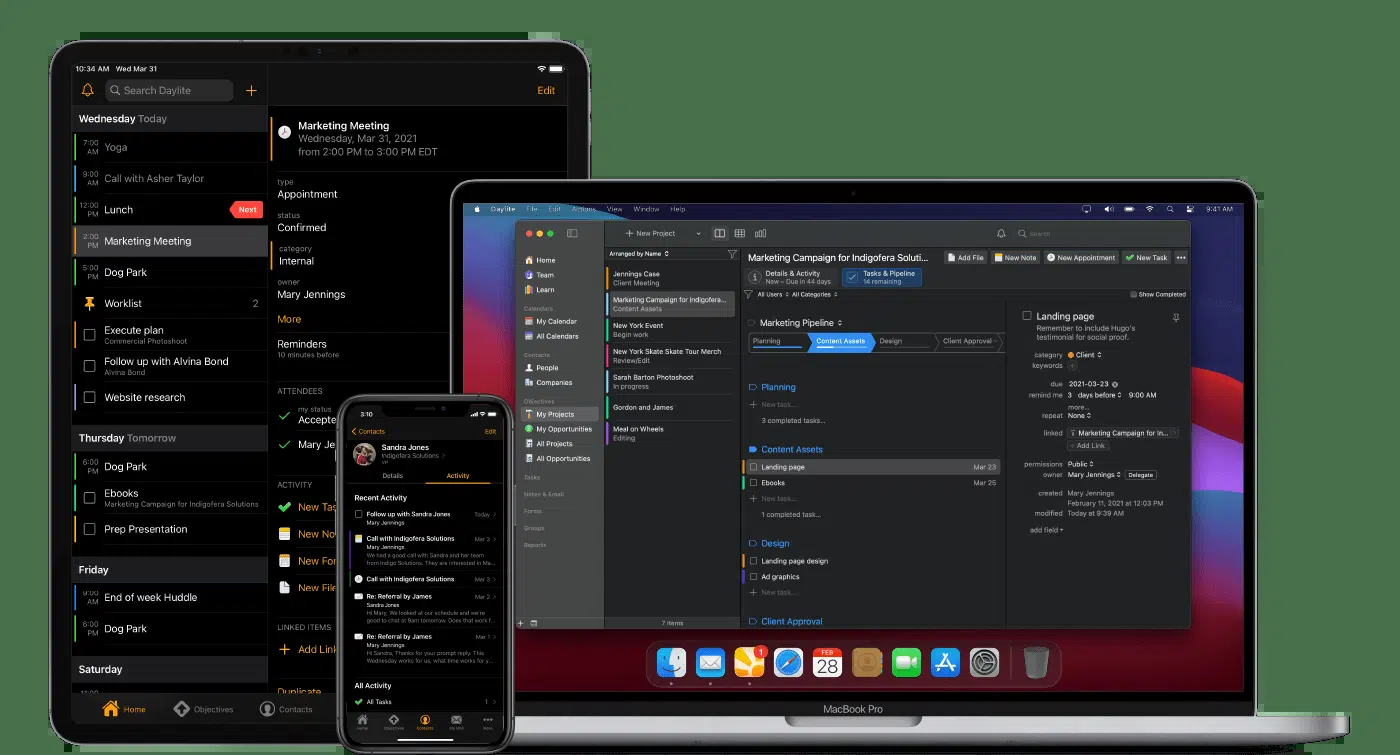 10:34 AM Wed Mar 31
Search Daylite
Edit
Wednesday Today
7:00 AM Yoga
9:00 AM Call with Asher Taylor
12:00 PM Lunch Next
2:00 PM Marketing Meeting
5:00 PM Dog Park
Worklist 2
Execute plan
Commercial Photoshoot
Follow up with Alvina Bond
Alvina Bond
Website research
Thursday Tomorrow
6:00 PM Dog Park
Ebooks
Marketing Campaign for Indigofera Solutions
Prep Presentation
Friday
9:00 AM End of week Huddle
6:00 PM Dog Park
Saturday
Home Objectives Contacts
Marketing Meeting
Wednesday, Mar 31, 2021
from 2:00 PM to 3:00 PM EDT
type
Appointment
status
Confirmed
category
Internal
owner
Mary Jennings
More
Reminders
10 minutes before
ATTENDEES
my status
Accepte
Mary Je
ACTIVITY
New Tas
New No
New For
New File
LINKED ITEMS
Add Link
Duplicate
3:10
Contacts Edit
Sandra Jones
Indigofera Solutions
VP
Details Activity
Recent Activity
Follow up with Sandra Jones Today
Mary Jennings
Call with Indigofera Solutions Mar 3
Mary Jennings
We had a good call with Sandra and her team
from Indigo Solutions. They are interested in Ma...
Call with Indigofera Solutions Mar 3
Re: Referral by James Mar 2
Sandra Jones
Hi Mary, We looked at our schedule and we're
good to chat at 9am tomorrow. Does that work f...
Re: Referral by James Mar 1
Mary Jennings
Hi Sandra, Thanks for your prompt reply. This
Wednesday works for us, what time works for y...
All Activity
All Tasks 1
Home Objectives Contacts
Daylite File Edit Actions View Window Help 9:41 AM
New Project Search
Home
Team
Learn
Calendars
My Calendar
All Calendars
Contacts
People
Companies
Objectives
My Projects
My Opportunities
All Projects
All Opportunities
Tasks
Notes & Email
Forms
Groups
Reports
Arranged by Name
Jennings Case
Client Meeting
Marketing Campaign for Indigofera...
Content Assets
New York Event
Begin work
New York Skate Skate Tour Merch
Review/Edit
Sarah Barton Photoshoot
In progress
Gordon and James
Meal on Wheels
Editing
7 items
Marketing Campaign for Indigofera Soluti...
Add File New Note New Appointment New Task
Details & Activity
New – Due in 44 days
Tasks & Pipeline
14 remaining
All Users All Categories Show Completed
Marketing Pipeline
Planning Content Assets Design Client Approval
Planning
New task...
3 completed tasks...
Content Assets
Landing page Mar 23
Ebooks Mar 25
New task...
1 completed task...
Design
Landing page design
Ad graphics
New task...
Client Approval
Landing page
Remember to include Hugo's
testimonial for social proof.
category Client
keywords
due 2021-03-23
remind me 3 days before 9:00 AM
more...
repeat None
linked Marketing Campaign for In...
Add Link
permissions Public
owner Mary Jennings Delegate
created Mary Jennings
February 11, 2021 at 12:03 PM
modified Today at 9:39 AM
add field
1
FEB
28
MacBook Pro